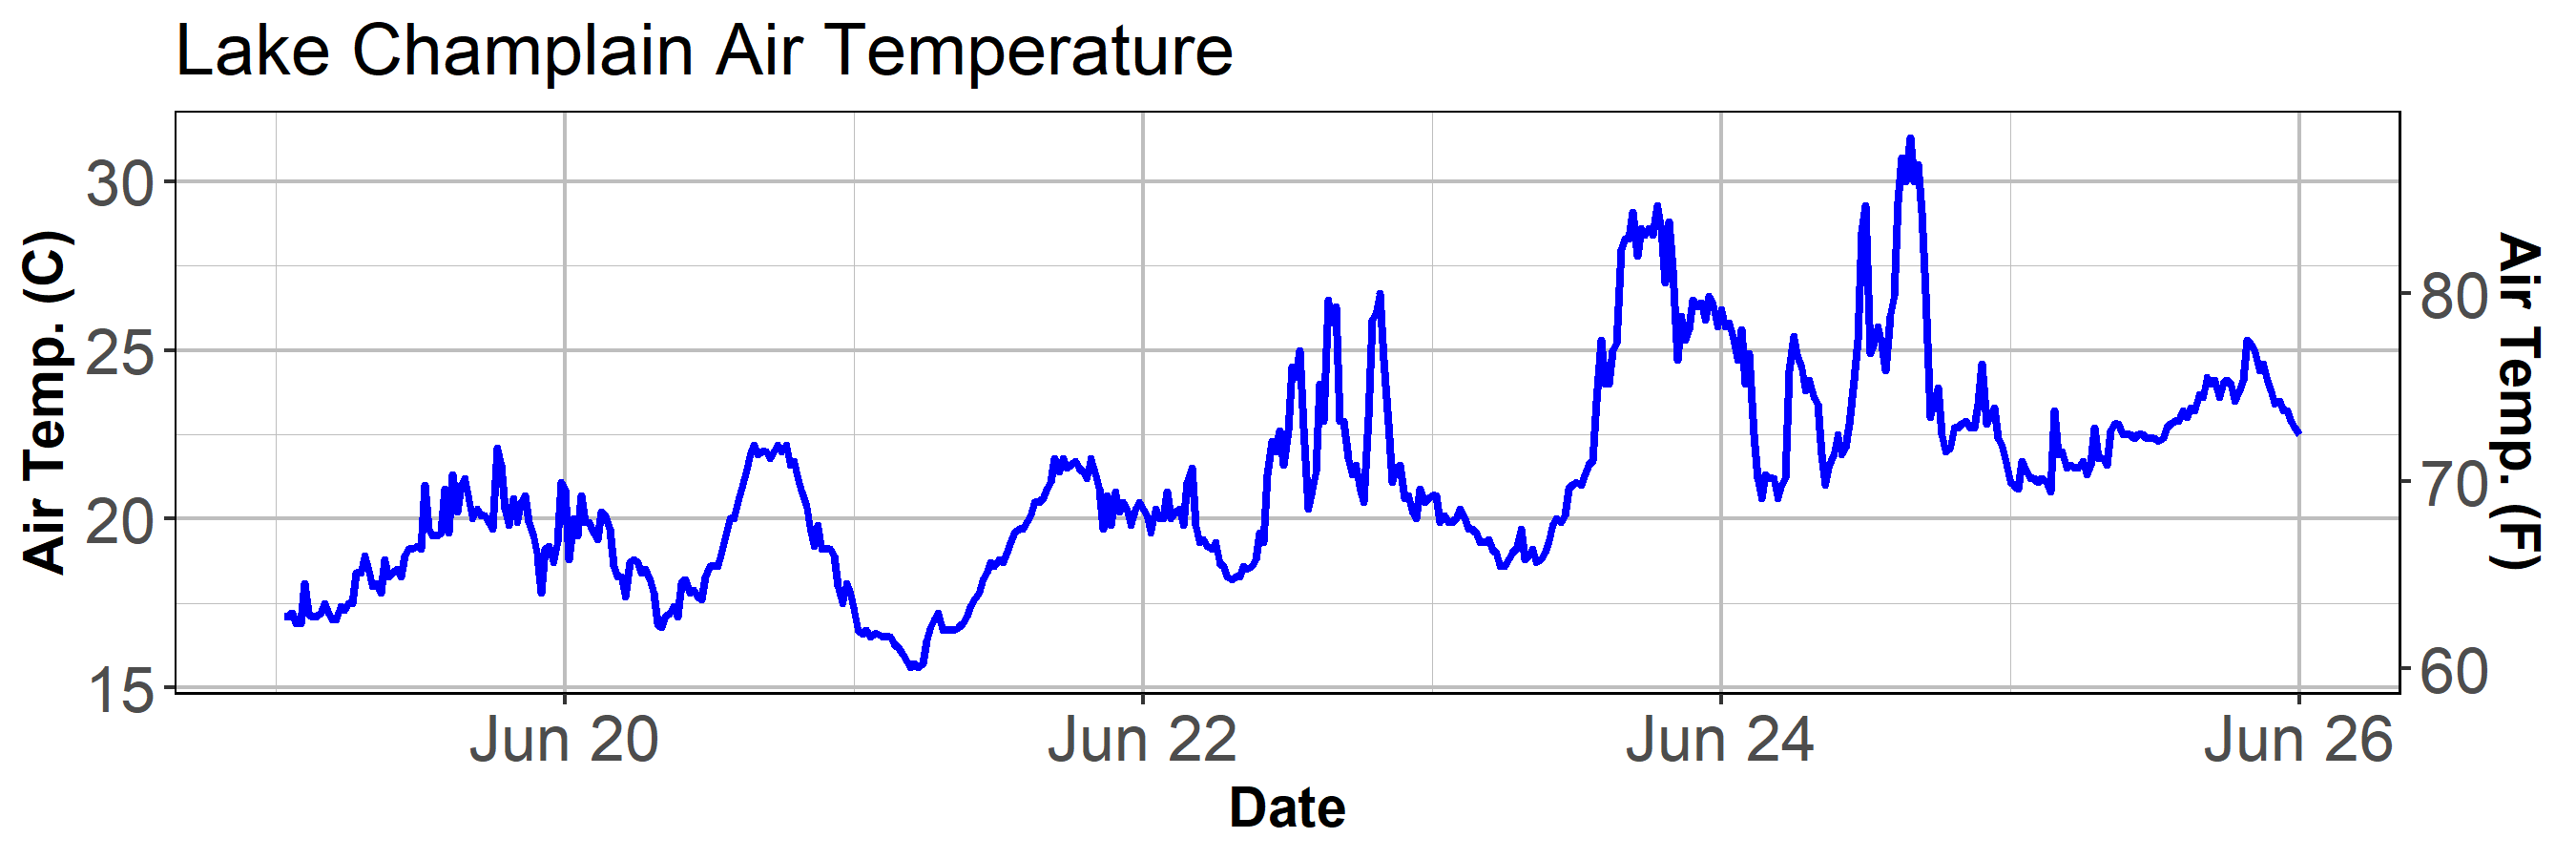 Lake Champlain Air Temperature
Air Temp. (C)
30
25
20
15
Air Temp. (F)
80
70
60
Jun 20
Jun 22
Jun 24
Jun 26
Date